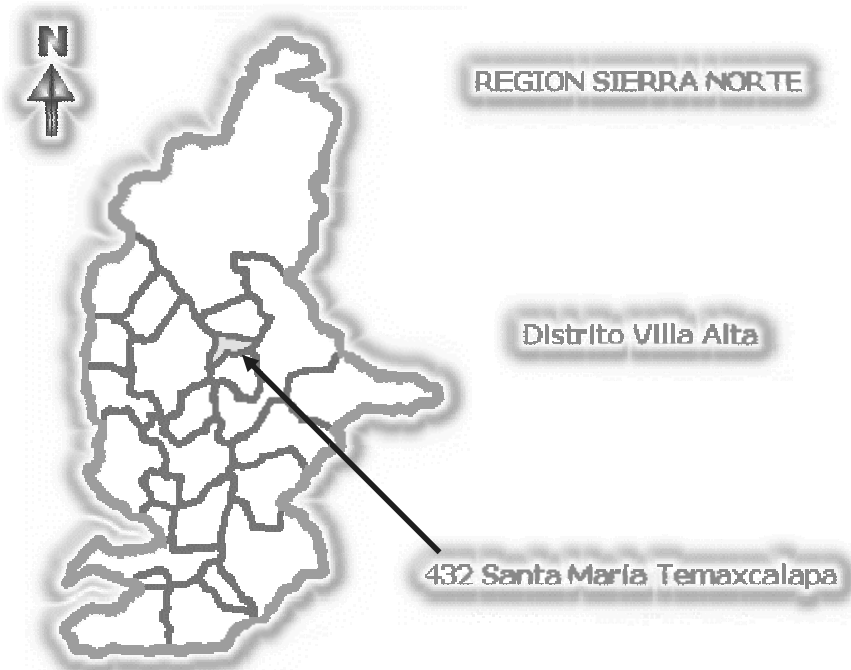 N
REGION SIERRA NORTE
Distrito Villa Alta
432 Santa María Temaxcalapa